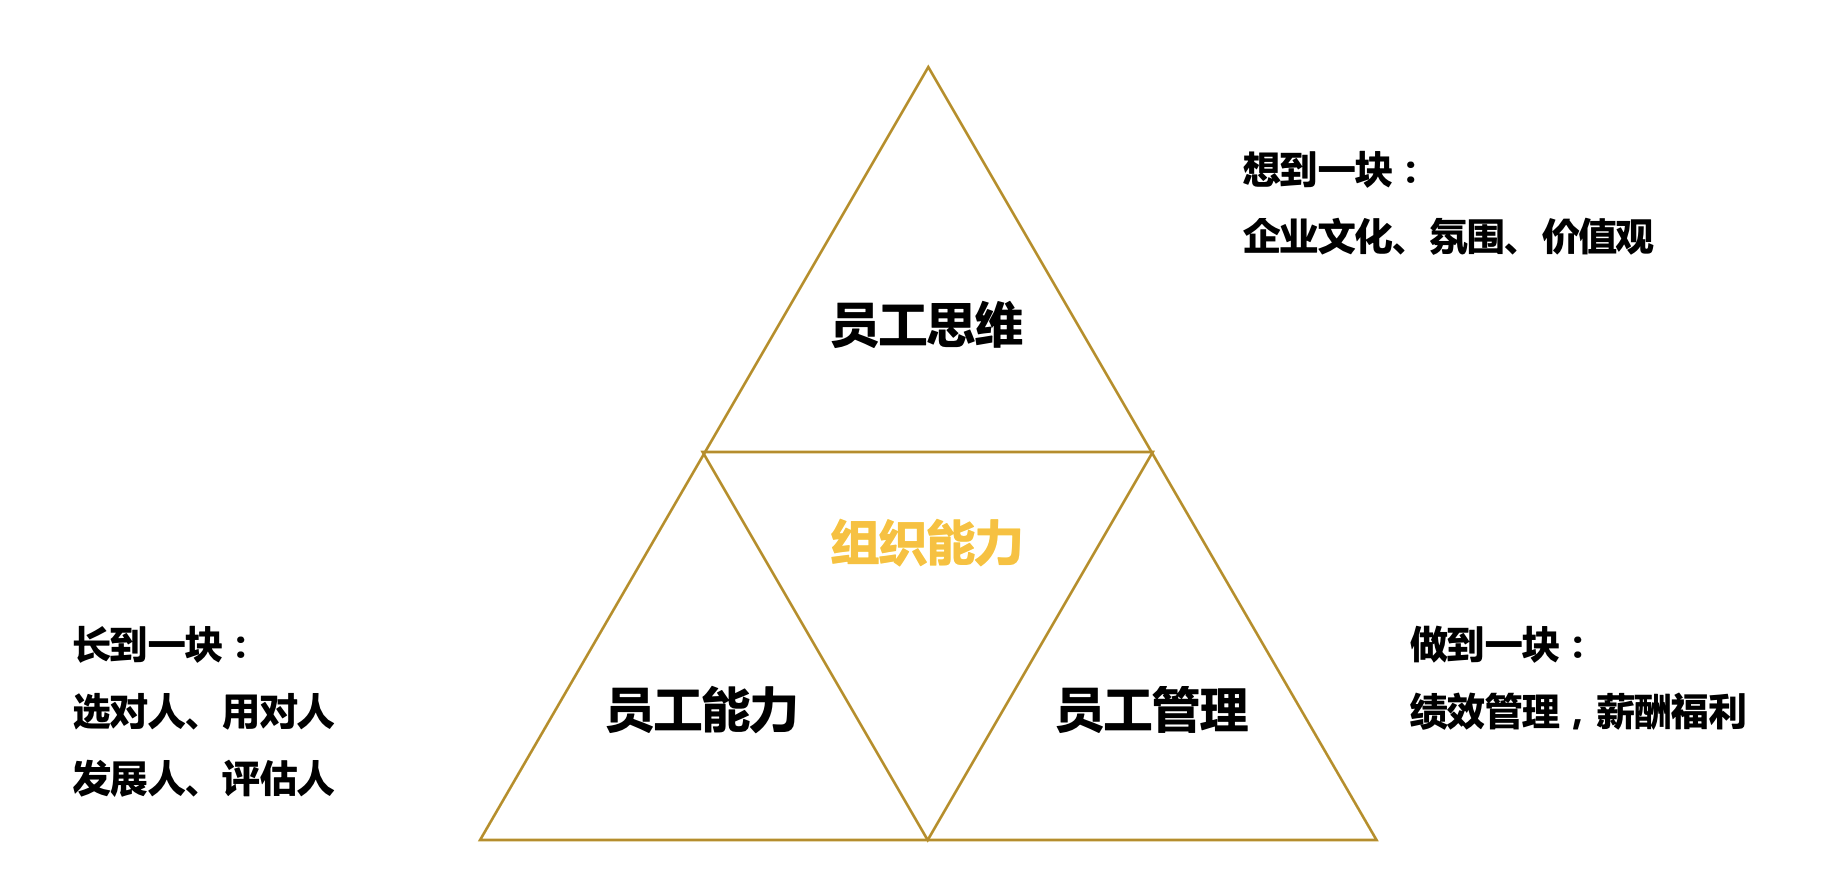 想到一块：
企业文化、氛围、价值观
员工思维
组织能力
长到一块：
选对人、用对人
发展人、评估人
员工能力
员工管理
做到一块：
绩效管理，薪酬福利